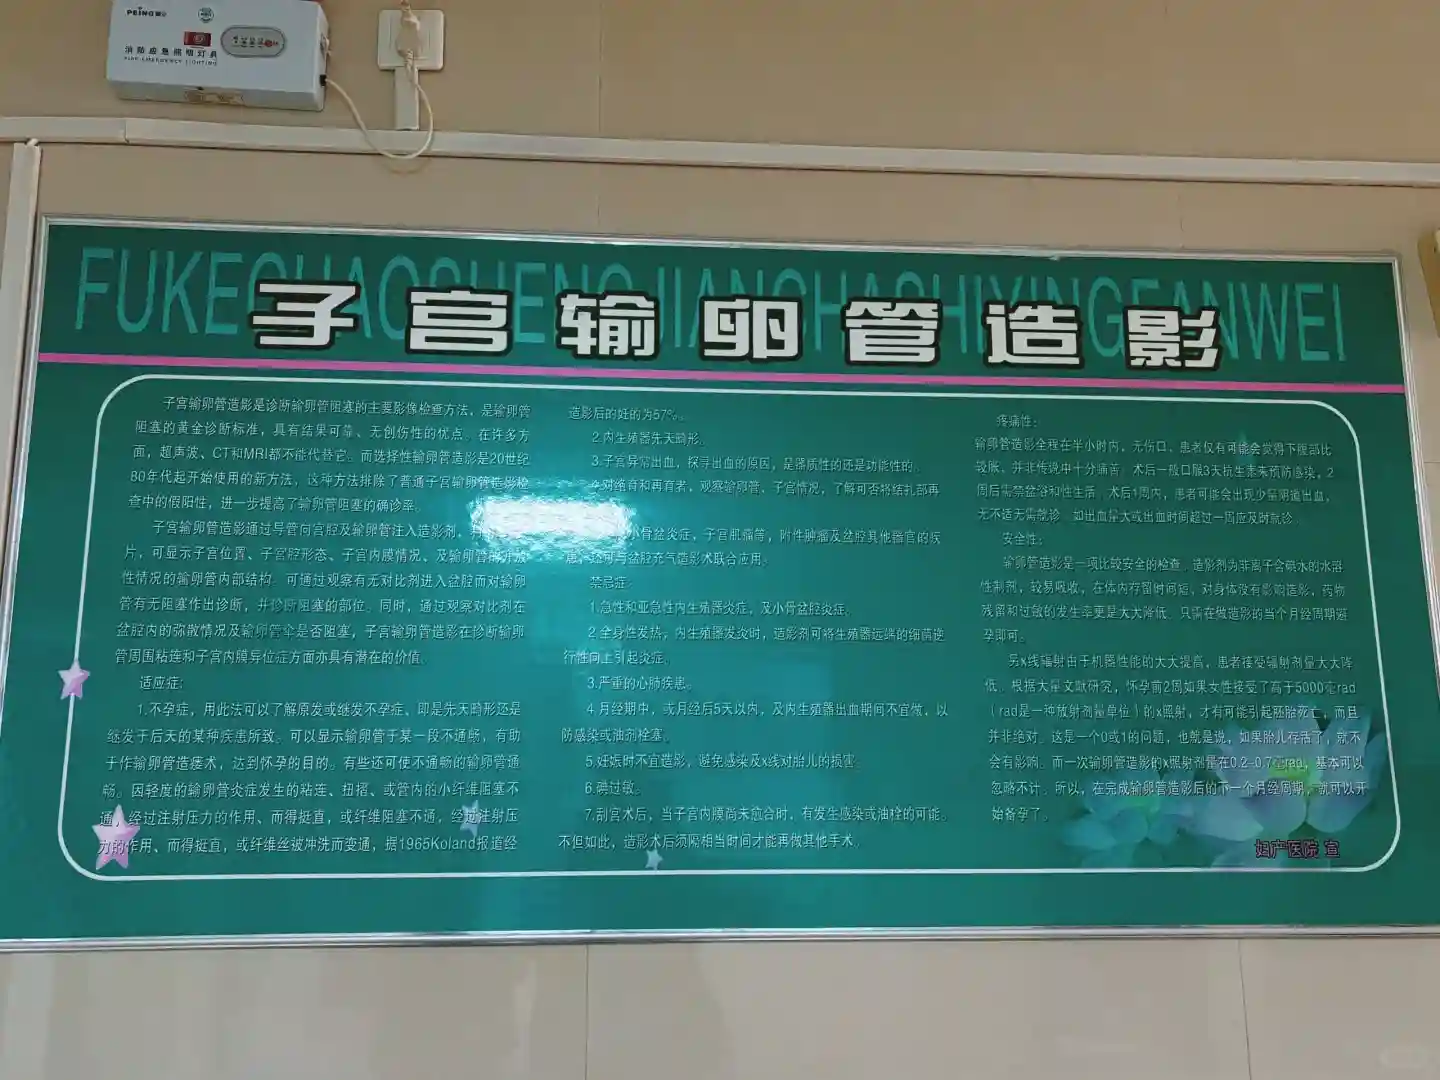 PEING
消防应急照明灯具
FIRE EMERGENCY LIGHTING
FUKECHAOSHENGJIANCHASHIYINGFANWEI
子宫输卵管造影
子宫输卵管造影是诊断输卵管阻塞的主要影像检查方法，是输卵管
阻塞的黄金诊断标准，具有结果可靠、无创伤性的优点。在许多方
面，超声波、CT和MRI都不能代替它。而选择性输卵管造影是20世纪
80年代起开始使用的新方法，这种方法排除了普通子宫输卵管造影检
查中的假阳性，进一步提高了输卵管阻塞的确诊率。
子宫输卵管造影通过导管向宫腔及输卵管注入造影剂，
片，可显示子宫位置、子宫腔形态、子宫内膜情况、及输卵管
性情况的输卵管内部结构。可通过观察有无对比剂进入盆腔而对输卵
管有无阻塞作出诊断，并诊断阻塞的部位。同时，通过观察对比剂在
盆腔内的弥散情况及输卵管伞是否阻塞，子宫输卵管造影在诊断输卵
管周围粘连和子宫内膜异位症方面亦具有潜在的价值。
适应症：
1.不孕症，用此法可以了解原发或继发不孕症、即是先天畸形还是
继发于后天的某种疾患所致。可以显示输卵管于某一段不通畅，有助
于作输卵管造瘘术，达到怀孕的目的。有些还可使不通畅的输卵管通
畅。因轻度的输卵管炎症发生的粘连、扭摺、或管内的小纤维阻塞不
通，经过注射压力的作用、而得挺直，或纤维阻塞不通，经过注射压
力的作用、而得挺直，或纤维丝被冲洗而变通，据1965Koland报道经
造影后的妊的为57%。
2.内生殖器先天畸形。
3.子宫异常出血，探寻出血的原因，是器质性的还是功能性的。
4.对绝育和再育者，观察输卵管、子宫情况，了解可否将结扎部再
小骨盆炎症，子宫肌瘤等，附件肿瘤及盆腔其他器官的疾
患，还可与盆腔充气造影术联合应用。
禁忌症：
1.急性和亚急性内生殖器炎症，及小骨盆腔炎症。
2.全身性发热，内生殖器发炎时，造影剂可将生殖器远端的细菌逆
行性向上引起炎症。
3.严重的心肺疾患。
4.月经期中，或月经后5天以内，及内生殖器出血期间不宜做，以
防感染或油剂栓塞。
5.妊娠时不宜造影，避免感染及x线对胎儿的损害。
6.碘过敏。
7.刮宫术后，当子宫内膜尚未愈合时，有发生感染或油栓的可能。
不但如此，造影术后须隔相当时间才能再做其他手术。
疼痛性：
输卵管造影全程在半小时内，无伤口，患者仅有可能会觉得下腹部比
较胀，并非传说中十分痛苦。术后一般口服3天抗生素来预防感染，2
周后需禁盆浴和性生活。术后1周内，患者可能会出现少量阴道出血，
无不适无需就诊。如出血量大或出血时间超过一周应及时就诊。
安全性：
输卵管造影是一项比较安全的检查。造影剂为非离子含碘水的水溶
性制剂，较易吸收，在体内存留时间短，对身体没有影响造影，药物
残留和过敏的发生率更是大大降低。只需在做造影的当个月经周期避
孕即可。
另x线辐射由于机器性能的大大提高，患者接受辐射剂量大大降
低。根据大量文献研究，怀孕前2周如果女性接受了高于5000毫rad
（rad是一种放射剂量单位）的x照射，才有可能引起胚胎死亡，而且
并非绝对。这是一个0或1的问题，也就是说，如果胎儿存活了，就不
会有影响。而一次输卵管造影的x照射剂量在0.2-0.7毫rad，基本可以
忽略不计。所以，在完成输卵管造影后的下一个月经周期，就可以开
始备孕了。
妇产医院 宣